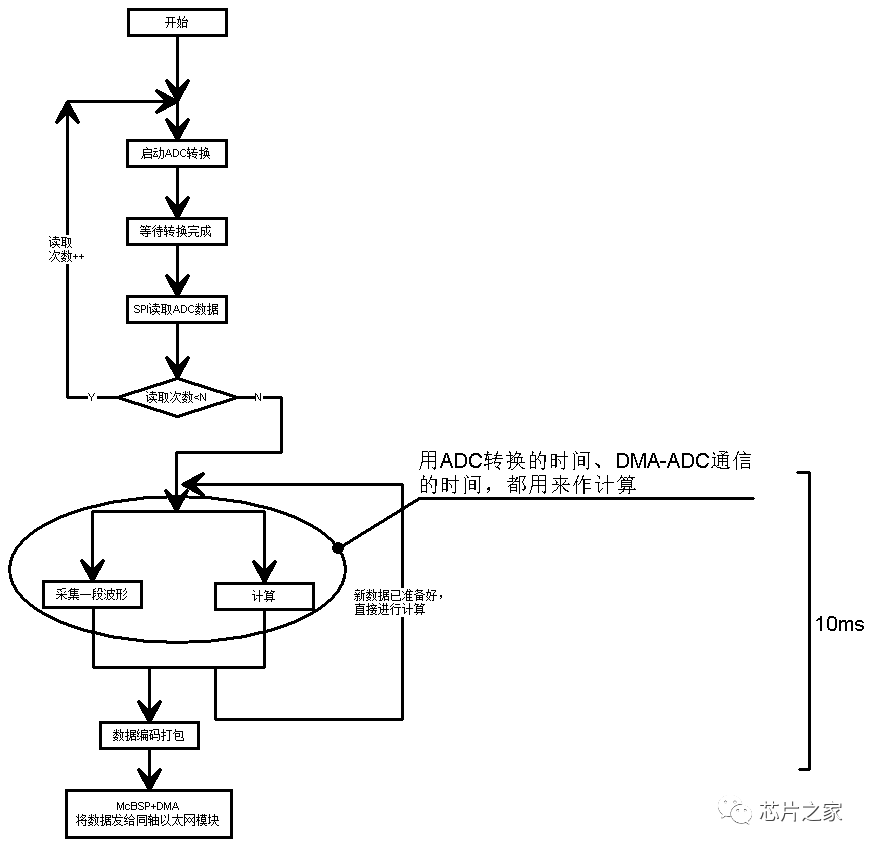 开始
启动ADC转换
等待转换完成
读取
次数++
SPI读取ADC数据
Y
读取次数<N
N
用ADC转换的时间、DMA-ADC通信
的时间，都用来作计算
采集一段波形
计算
新数据已准备好，
直接进行计算
10ms
数据编码打包
McBSP+DMA
将数据发给同轴以太网模块
芯片之家